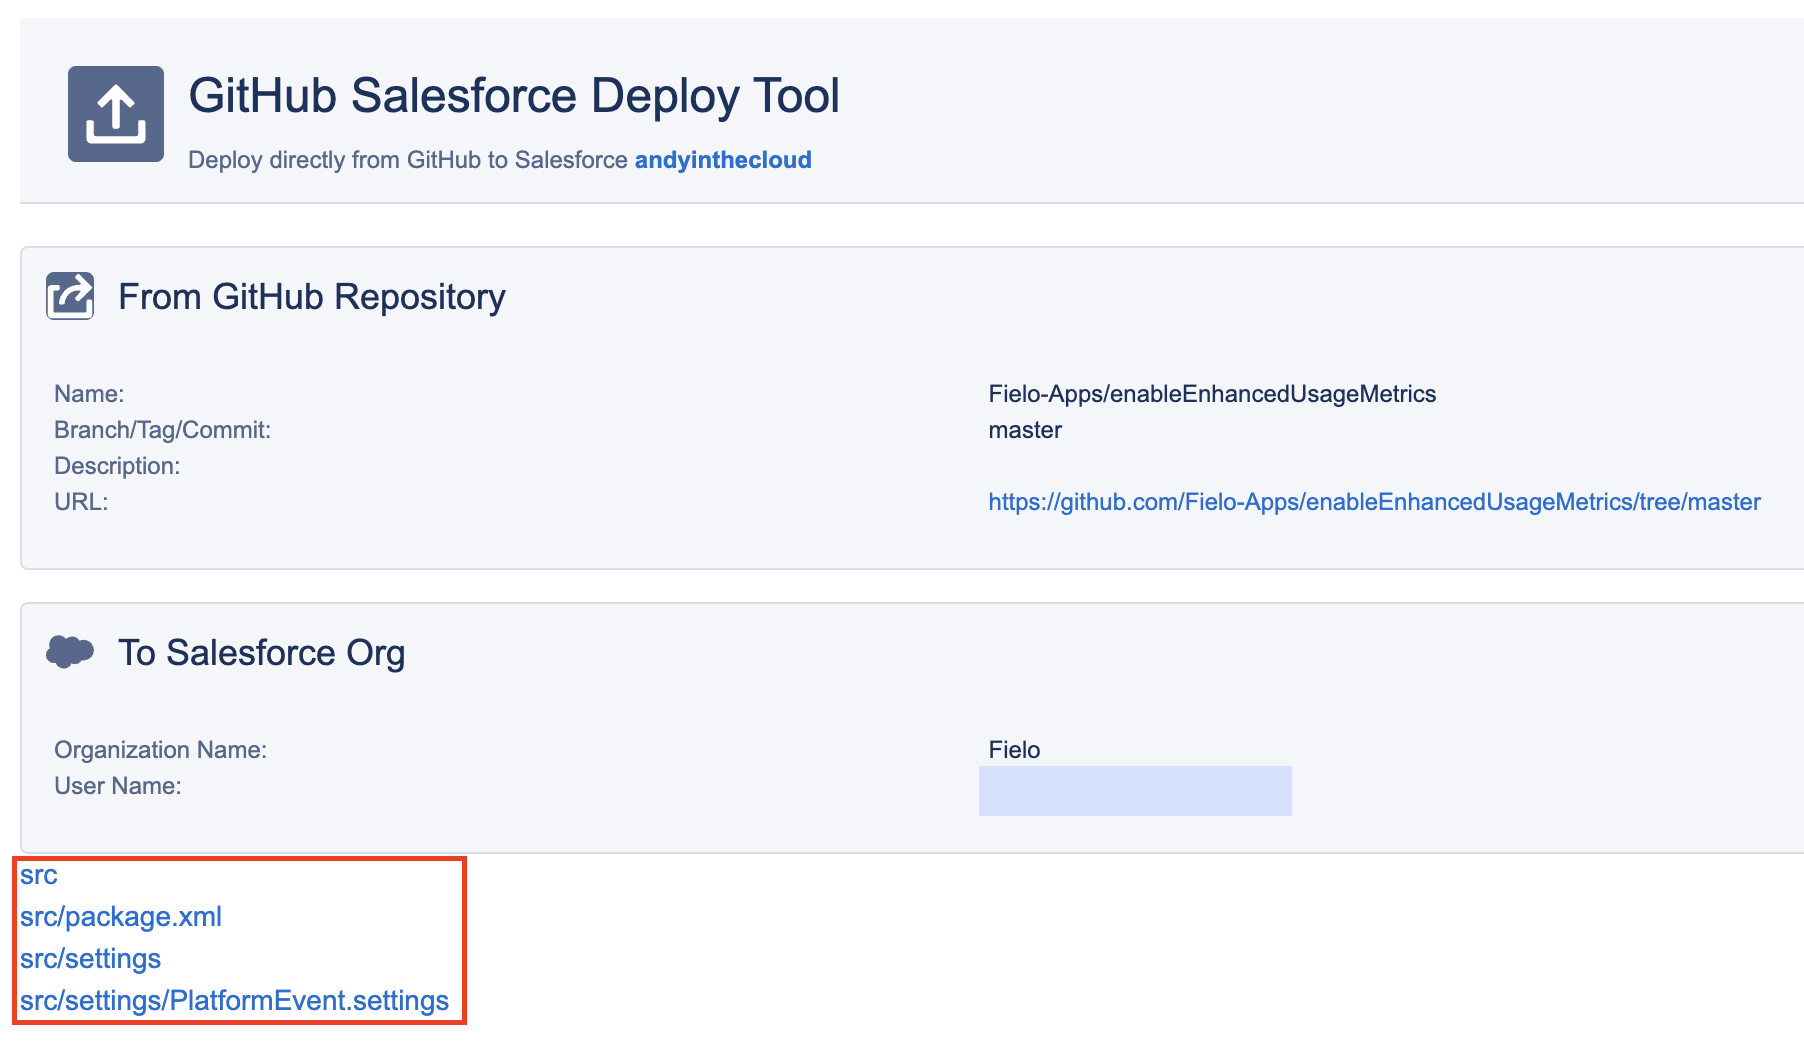 GitHub Salesforce Deploy Tool
Deploy directly from GitHub to Salesforce andyinthecloud
From GitHub Repository
Name: Fielo-Apps/enableEnhancedUsageMetrics
Branch/Tag/Commit: master
Description:
URL: https://github.com/Fielo-Apps/enableEnhancedUsageMetrics/tree/master
To Salesforce Org
Organization Name: Fielo
User Name:
src
src/package.xml
src/settings
src/settings/PlatformEvent.settings